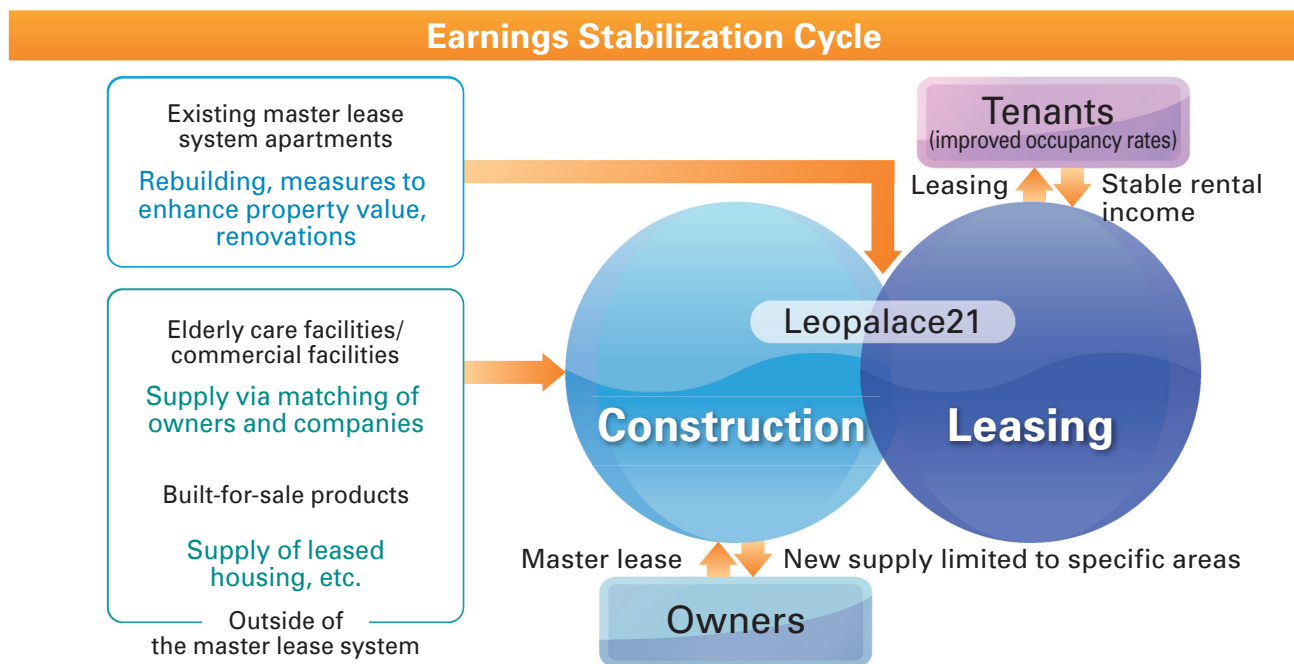 Earnings Stabilization Cycle
Existing master lease
system apartments
Rebuilding, measures to
enhance property value,
renovations
Elderly care facilities/
commercial facilities
Supply via matching of
owners and companies
Built-for-sale products
Supply of leased
housing, etc.
Outside of
the master lease system
Tenants
(improved occupancy rates)
Leasing
Stable rental
income
Leopalace21
Construction
Leasing
Master lease
New supply limited to specific areas
Owners